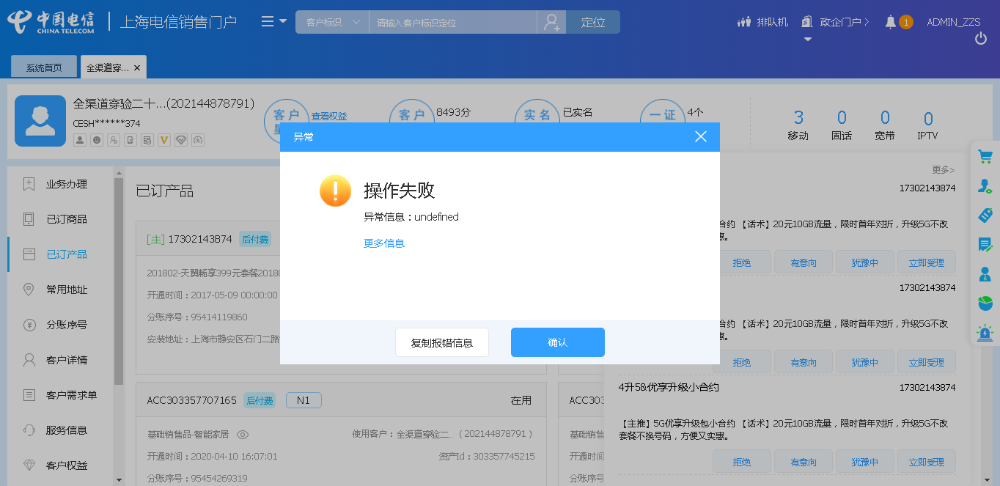 中国电信
CHINA TELECOM
上海电信销售门户
客户标识
请输入客户标识定位
定位
排队机
政企门户
1
ADMIN_ZZS
系统首页
全渠道穿... ×
全渠道穿验二十...(202144878791)
CESH******374
客户
查看权益
客户
8493分
实名
已实名
一证
4个
3
移动
0
固话
0
宽带
0
IPTV
异常
操作失败
异常信息：undefined
更多信息
复制报错信息
确认
业务办理
已订商品
已订产品
常用地址
分账序号
客户详情
客户需求单
服务信息
客户权益
已订产品
[主] 17302143874 后付费
201802-天翼畅享399元套餐20180
开通时间：2017-05-09 00:00:00
分账序号：95414119860
安装地址：上海市静安区石门二路
ACC303357707165 后付费 N1 在用
基础销售品-智能家居
使用客户：全渠道穿验二..（202144878791）
开通时间：2020-04-10 16:07:01
资产Id：303357745215
分账序号：95454269319
ACC303
基础销售
开通时间
分账序号
更多>
17302143874
合约 【话术】20元10GB流量，限时首年对折，升级5G不改
惠。
拒绝 有意向 犹豫中 立即受理
17302143874
合约 【话术】20元10GB流量，限时首年对折，升级5G不改
惠。
拒绝 有意向 犹豫中 立即受理
4升5&优享升级小合约 17302143874
【主推】5G优享升级包小合约 【话术】20元10GB流量，限时首年对折，升级5G不改
套餐不换号码，方便又实惠。
拒绝 有意向 犹豫中 立即受理